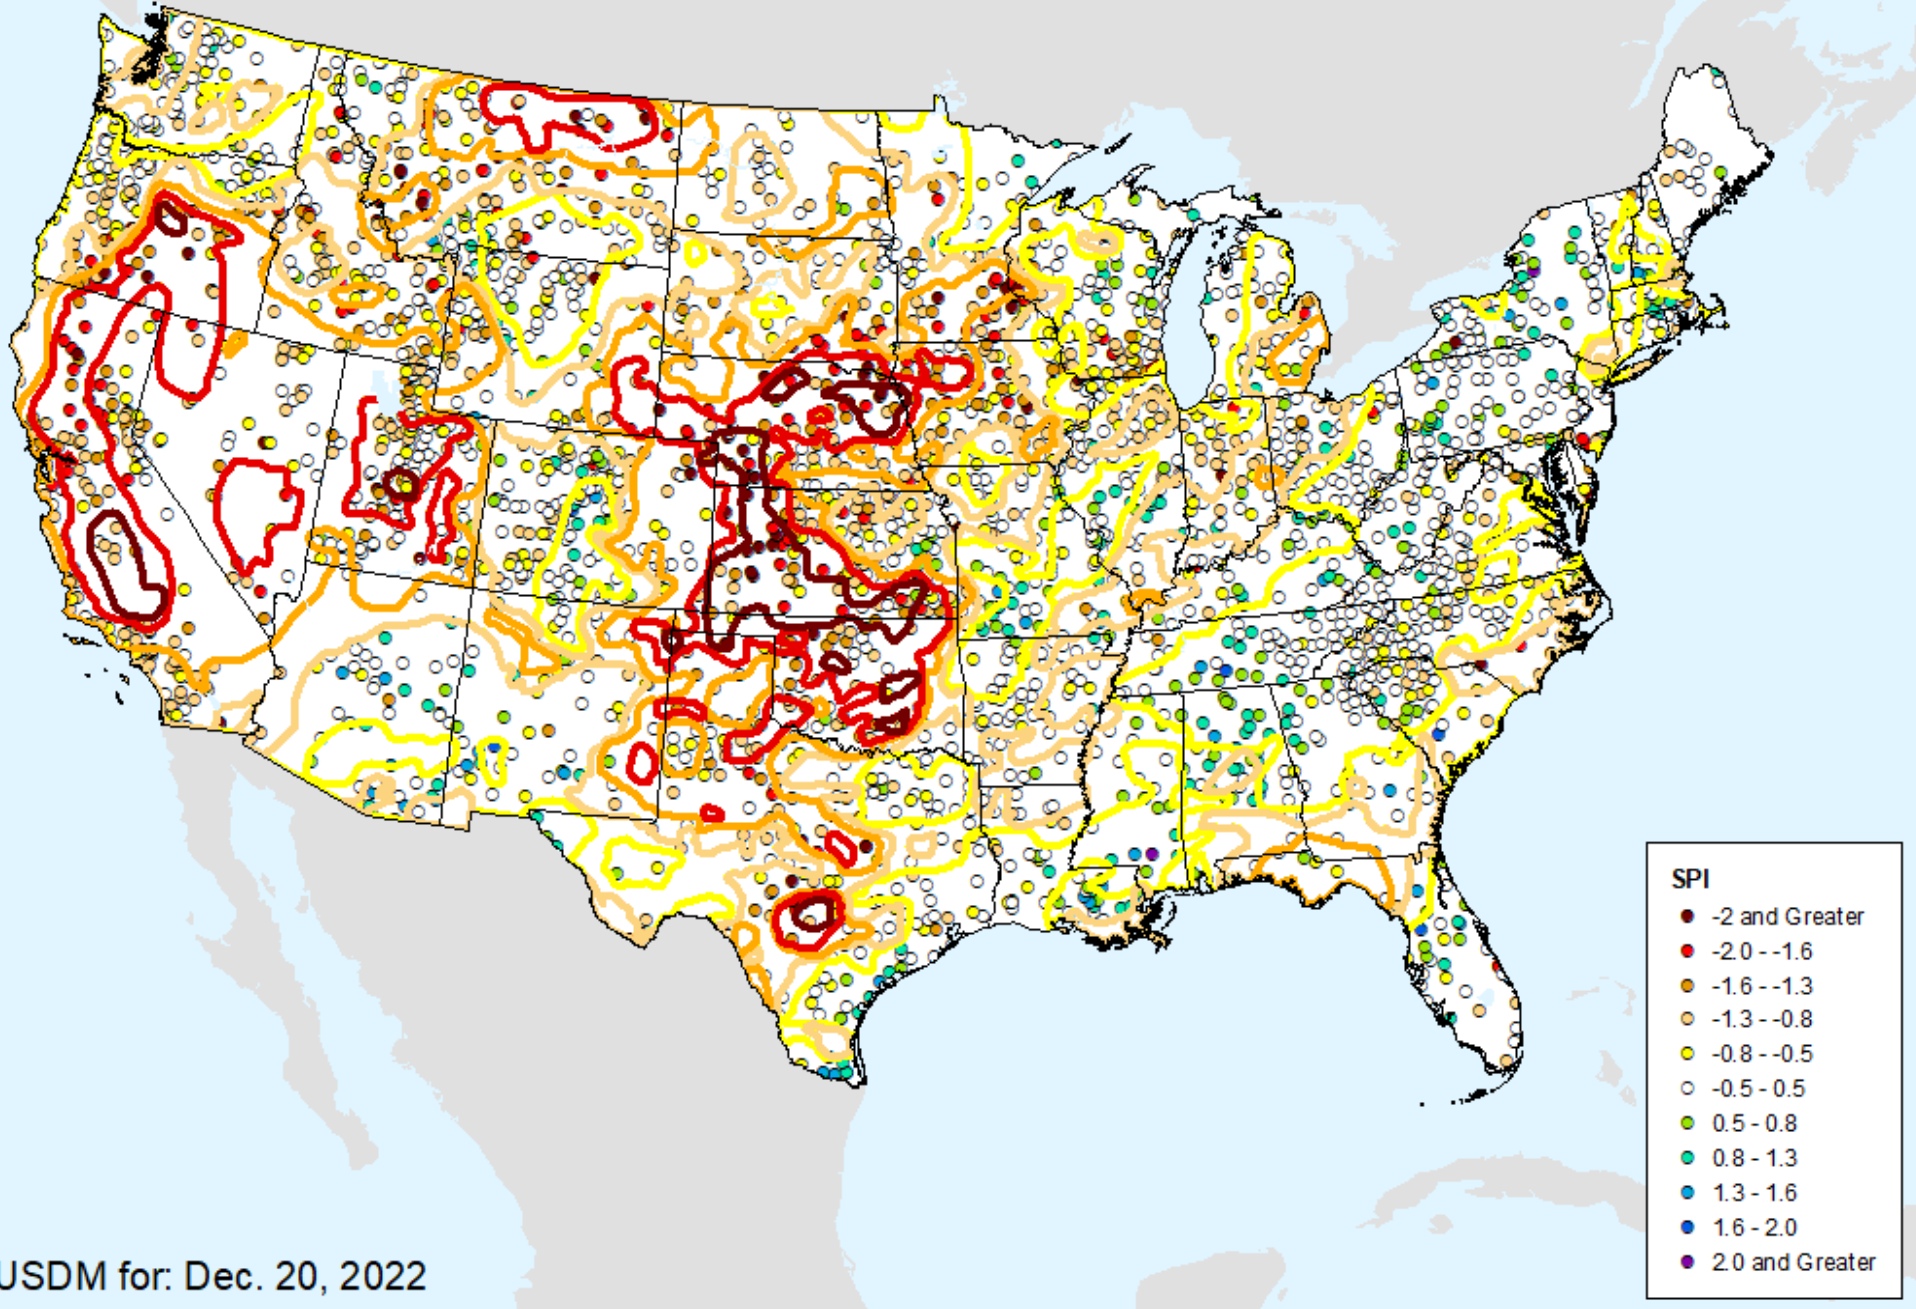 SPI
-2 and Greater
-2.0 - -1.6
-1.6 - -1.3
-1.3 - -0.8
-0.8 - -0.5
-0.5 - 0.5
0.5 - 0.8
0.8 - 1.3
1.3 - 1.6
1.6 - 2.0
2.0 and Greater
USDM for: Dec. 20, 2022